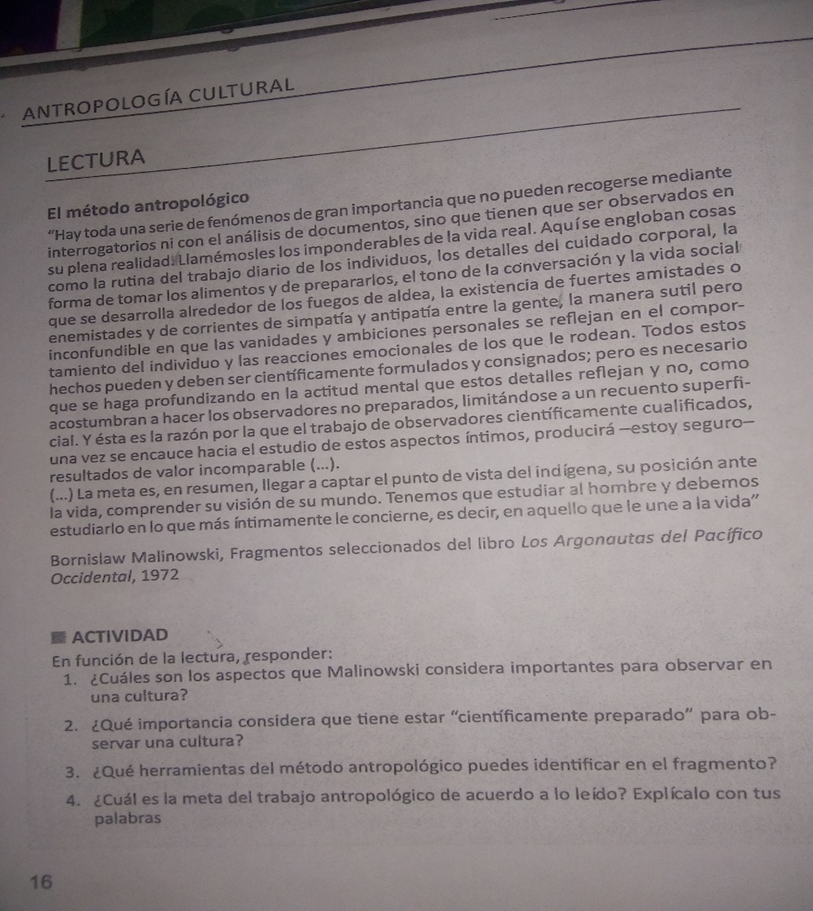 ANTROPOLOGÍA CULTURAL
LECTURA
El método antropológico
“Hay toda una serie de fenómenos de gran importancia que no pueden recogerse mediante
interrogatorios ni con el análisis de documentos, sino que tienen que ser observados en
su plena realidad. Llamémosles los imponderables de la vida real. Aquí se engloban cosas
como la rutina del trabajo diario de los individuos, los detalles del cuidado corporal, la
forma de tomar los alimentos y de prepararlos, el tono de la conversación y la vida social
que se desarrolla alrededor de los fuegos de aldea, la existencia de fuertes amistades o
enemistades y de corrientes de simpatía y antipatía entre la gente, la manera sutil pero
inconfundible en que las vanidades y ambiciones personales se reflejan en el compor-
tamiento del individuo y las reacciones emocionales de los que le rodean. Todos estos
hechos pueden y deben ser científicamente formulados y consignados; pero es necesario
que se haga profundizando en la actitud mental que estos detalles reflejan y no, como
acostumbran a hacer los observadores no preparados, limitándose a un recuento superfi-
cial. Y ésta es la razón por la que el trabajo de observadores científicamente cualificados,
una vez se encauce hacia el estudio de estos aspectos íntimos, producirá —estoy seguro—
resultados de valor incomparable (...).
(...) La meta es, en resumen, llegar a captar el punto de vista del indígena, su posición ante
la vida, comprender su visión de su mundo. Tenemos que estudiar al hombre y debemos
estudiarlo en lo que más íntimamente le concierne, es decir, en aquello que le une a la vida”
Bornislaw Malinowski, Fragmentos seleccionados del libro Los Argonautas del Pacífico
Occidental, 1972
ACTIVIDAD
En función de la lectura, responder:
1. ¿Cuáles son los aspectos que Malinowski considera importantes para observar en
una cultura?
2. ¿Qué importancia considera que tiene estar “científicamente preparado” para ob-
servar una cultura?
3. ¿Qué herramientas del método antropológico puedes identificar en el fragmento?
4. ¿Cuál es la meta del trabajo antropológico de acuerdo a lo leído? Explícalo con tus
palabras
16